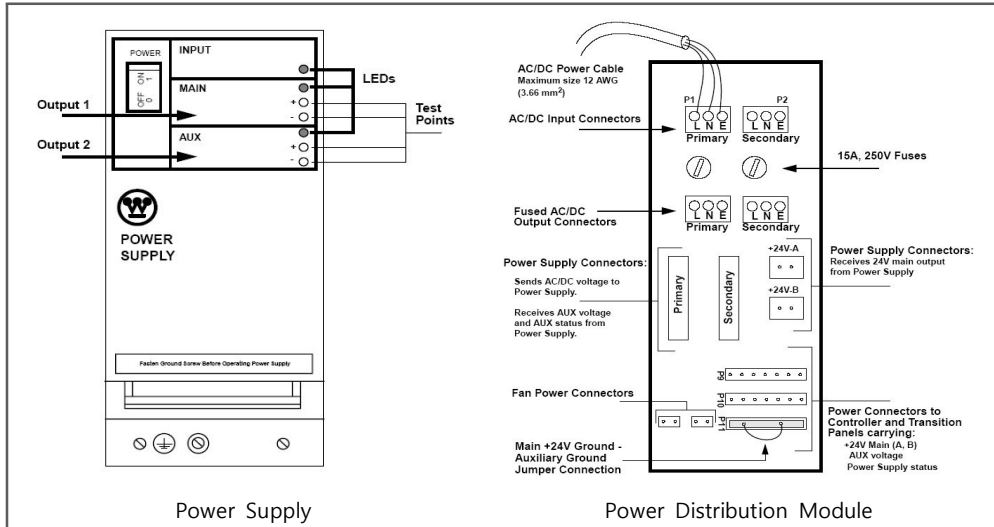 POWER
OFF ON
0 1
INPUT
MAIN
+
-
AUX
+
-
LEDs
Test
Points
Output 1
Output 2
POWER
SUPPLY
Fasten Ground Screw Before Operating Power Supply
Power Supply
AC/DC Power Cable
Maximum size 12 AWG
(3.66 mm²)
AC/DC Input Connectors
P1
P2
L N E
L N E
Primary
Secondary
15A, 250V Fuses
Fused AC/DC
Output Connectors
L N E
L N E
Primary
Secondary
Power Supply Connectors:
Sends AC/DC voltage to
Power Supply.
Receives AUX voltage
and AUX status from
Power Supply.
Primary
Secondary
+24V-A
+24V-B
Power Supply Connectors:
Receives 24V main output
from Power Supply
Fan Power Connectors
P9
P10
P11
Main +24V Ground -
Auxiliary Ground
Jumper Connection
Power Connectors to
Controller and Transition
Panels carrying:
+24V Main (A, B)
AUX voltage
Power Supply status
Power Distribution Module